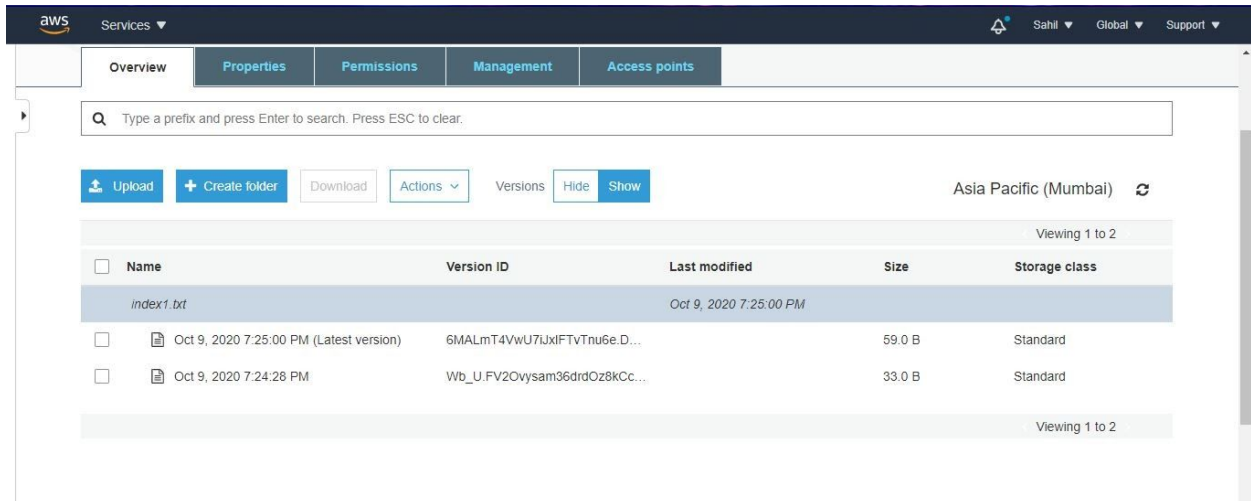 aws Services ▼ Sahil ▼ Global ▼ Support ▼
Overview Properties Permissions Management Access points
Type a prefix and press Enter to search. Press ESC to clear.
Upload + Create folder Download Actions Versions Hide Show Asia Pacific (Mumbai)
Viewing 1 to 2
Name Version ID Last modified Size Storage class
index1.txt Oct 9, 2020 7:25:00 PM
Oct 9, 2020 7:25:00 PM (Latest version) 6MALmT4VwU7iJxIFTvTnu6e.D... 59.0 B Standard
Oct 9, 2020 7:24:28 PM Wb_U.FV2Ovysam36drdOz8kCc... 33.0 B Standard
Viewing 1 to 2